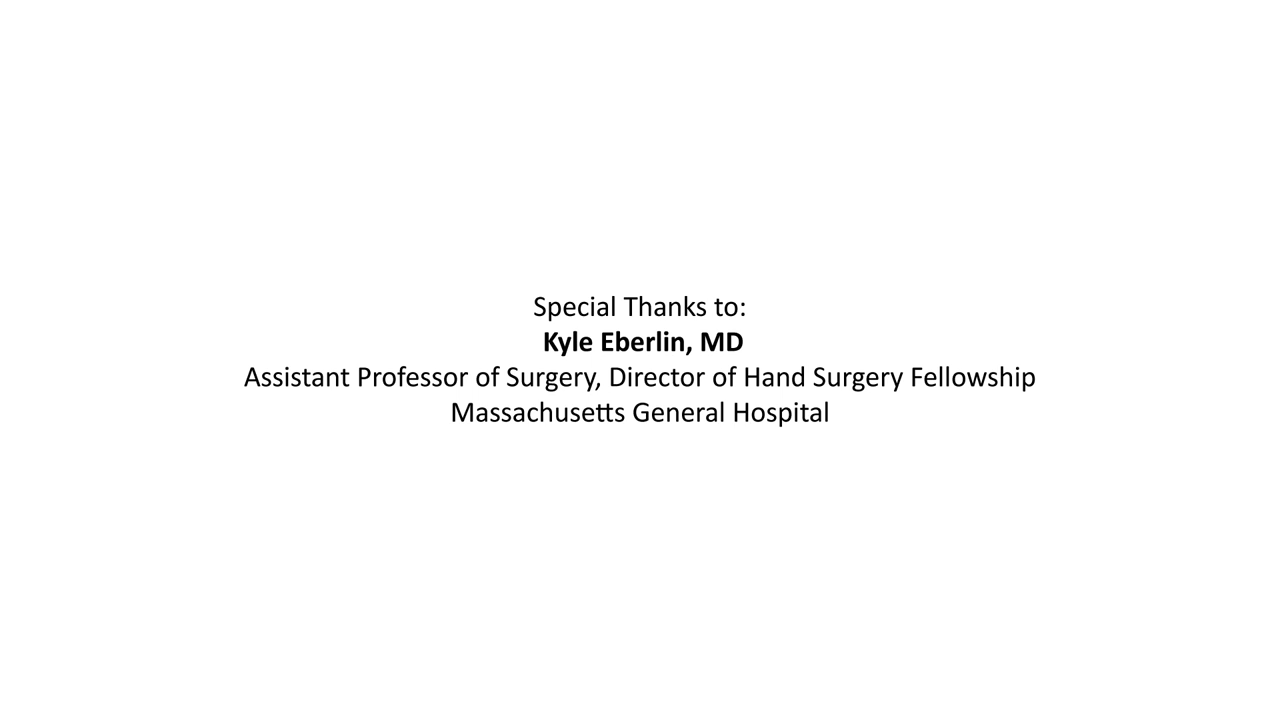 Special Thanks to:
Kyle Eberlin, MD
Assistant Professor of Surgery, Director of Hand Surgery Fellowship
Massachusetts General Hospital